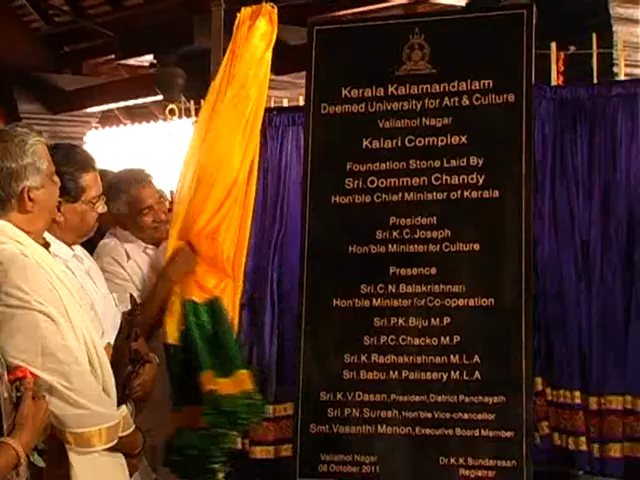 Kerala Kalamandalam
Deemed University for Art & Culture
Vallathol Nagar
Kalari Complex
Foundation Stone Laid By
Sri.Oommen Chandy
Hon'ble Chief Minister of Kerala
President
Sri.K.C.Joseph
Hon'ble Minister for Culture
Presence
Sri.C.N.Balakrishnan
Hon'ble Minister for Co-operation
Sri.P.K.Biju M.P
Sri.P.C.Chacko M.P
Sri.K.Radhakrishnan M.L.A
Sri.Babu.M.Palissery M.L.A
Sri.K.V.Dasan,President,District Panchayath
Sri.P.N.Suresh,Hon'ble Vice-chancellor
Smt.Vasanthi Menon,Executive Board Member
Vallathol Nagar
08 October 2011
Dr.K.K.Sundaresan
Registrar